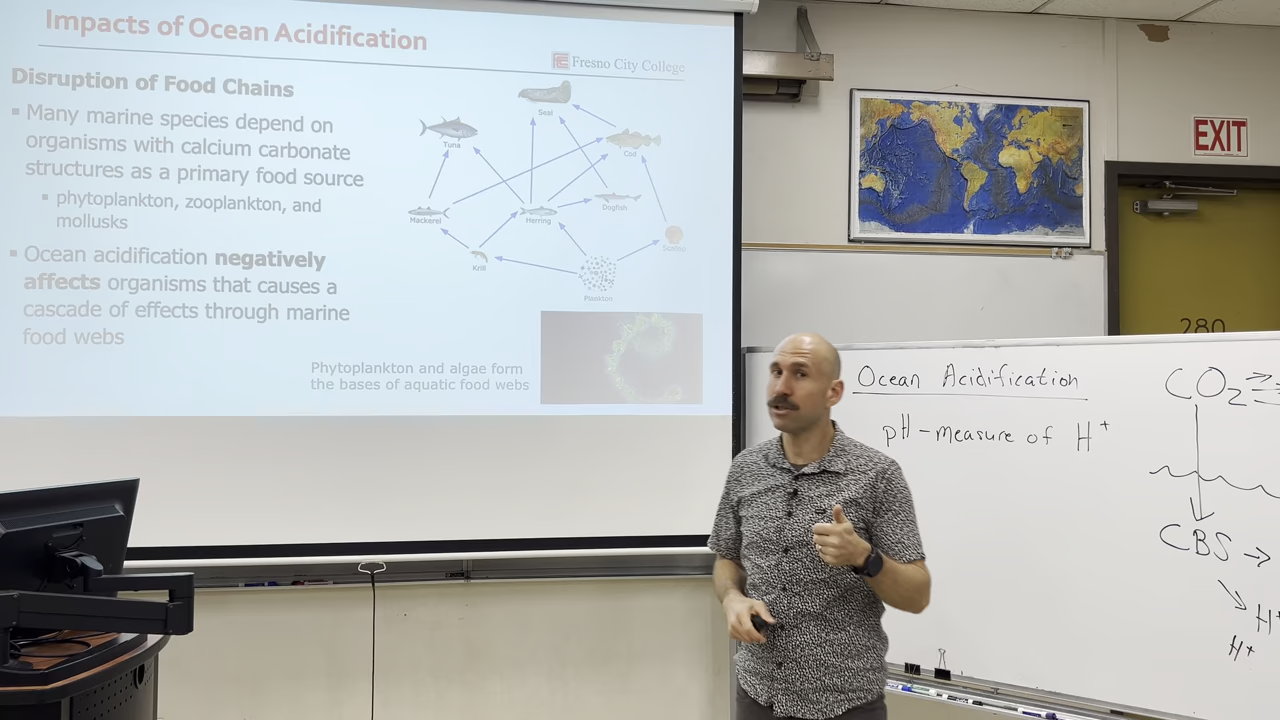 Impacts of Ocean Acidification
Fresno City College
Disruption of Food Chains
▪ Many marine species depend on
organisms with calcium carbonate
structures as a primary food source
▪ phytoplankton, zooplankton, and
mollusks
▪ Ocean acidification negatively
affects organisms that causes a
cascade of effects through marine
food webs
Seal
Tuna
Cod
Mackerel
Herring
Dogfish
Krill
Plankton
Phytoplankton and algae form
the bases of aquatic food webs
EXIT
280
Ocean Acidification
pH - measure of H+
CO2
CBS →
H+
H+